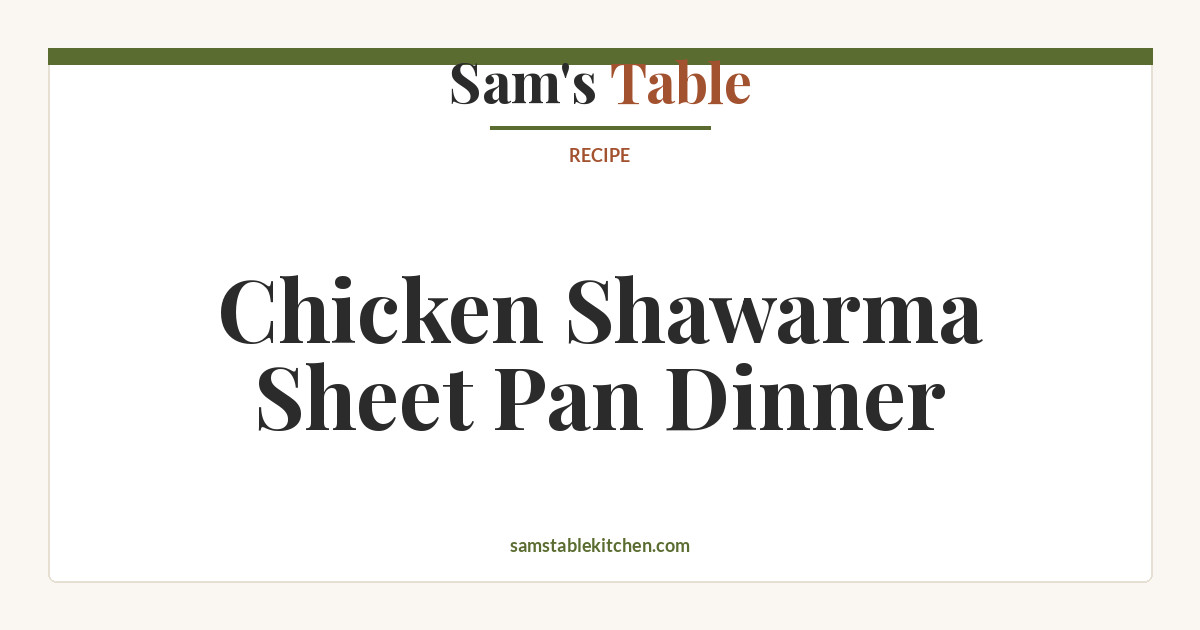 Sam's Table
RECIPE
Chicken Shawarma
Sheet Pan Dinner
samstablekitchen.com